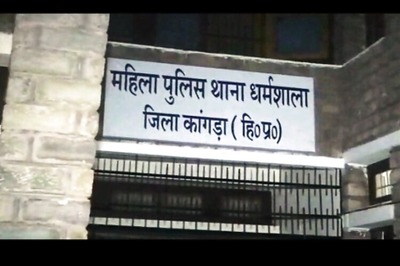 महिला पुलिस थाना धर्मशाला
जिला कांगड़ा ( हि०प्र०)